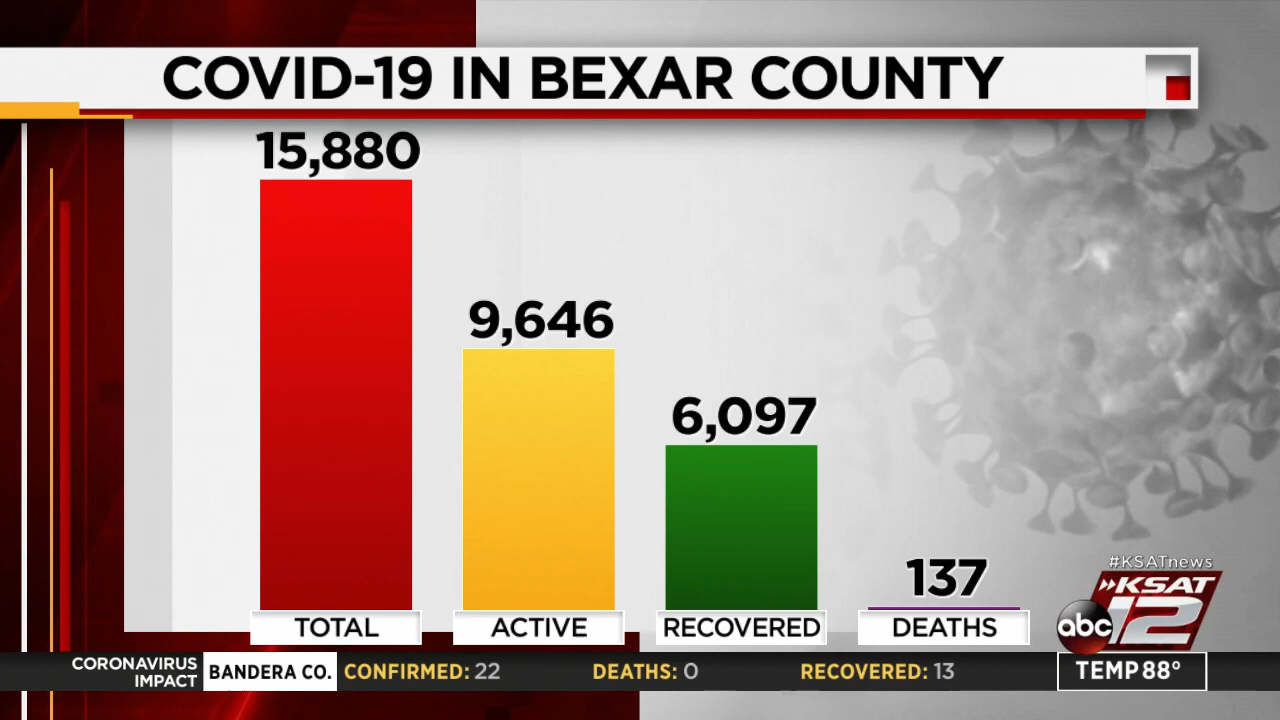 COVID-19 IN BEXAR COUNTY
15,880
9,646
6,097
137
TOTAL
ACTIVE
RECOVERED
DEATHS
#KSATnews
KSAT
abc 12
CORONAVIRUS IMPACT
BANDERA CO. CONFIRMED: 22 DEATHS: 0 RECOVERED: 13
TEMP 88°